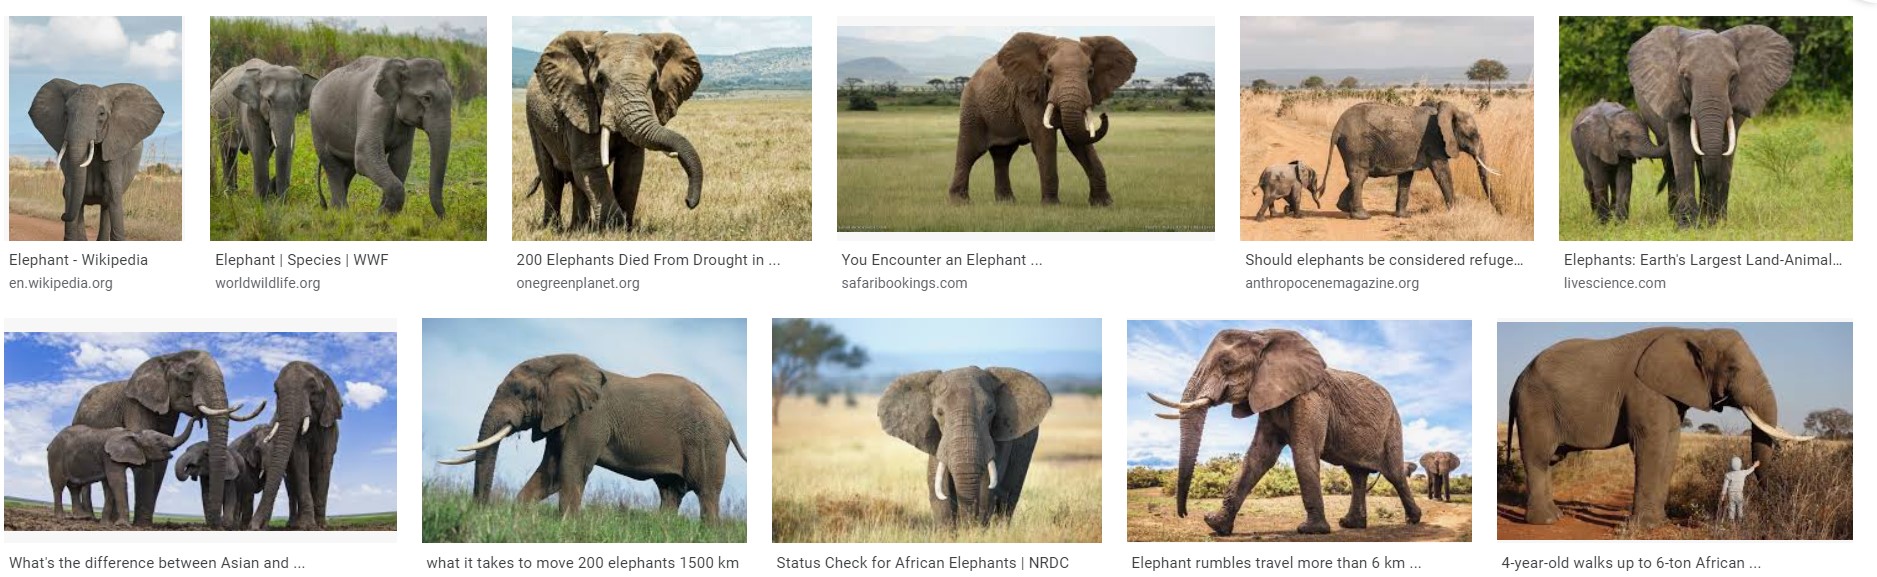 Elephant - Wikipedia
en.wikipedia.org
Elephant | Species | WWF
worldwildlife.org
200 Elephants Died From Drought in ...
onegreenplanet.org
You Encounter an Elephant ...
safaribookings.com
Should elephants be considered refuge...
anthropocenemagazine.org
Elephants: Earth's Largest Land-Animal...
livescience.com
What's the difference between Asian and ...
what it takes to move 200 elephants 1500 km
Status Check for African Elephants | NRDC
Elephant rumbles travel more than 6 km ...
4-year-old walks up to 6-ton African ...